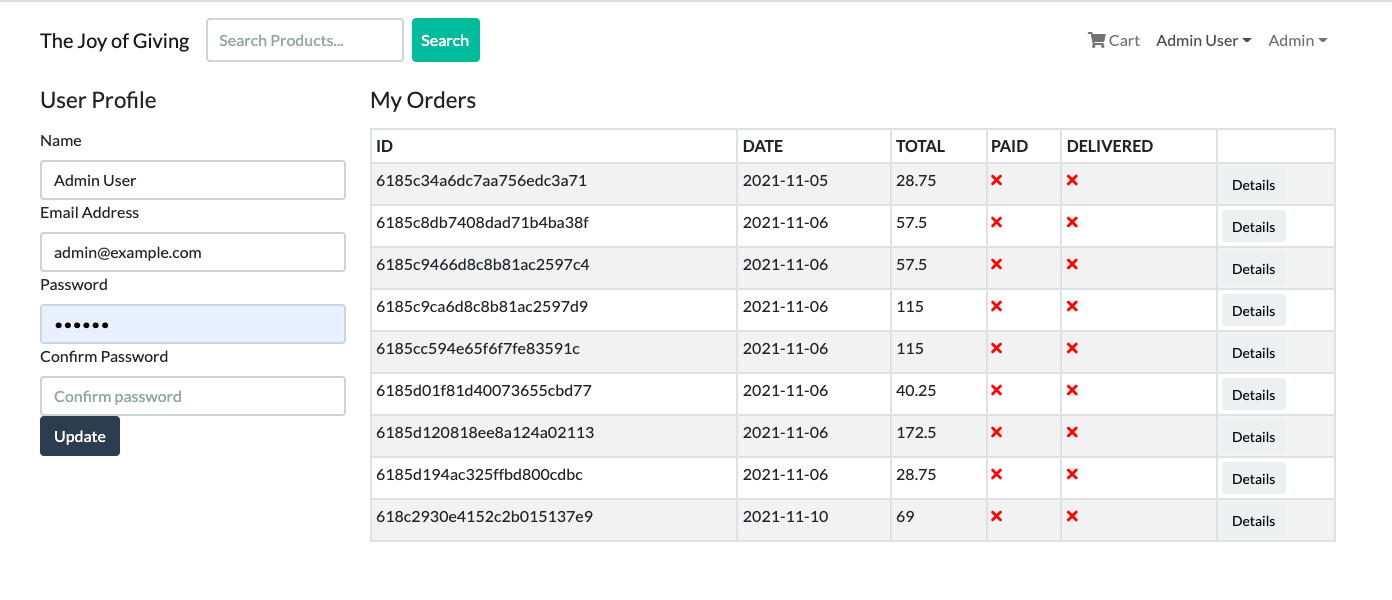 The Joy of Giving Search Products... Search Cart Admin User Admin
User Profile
Name
Admin User
Email Address
admin@example.com
Password
••••••
Confirm Password
Confirm password
Update
My Orders
ID DATE TOTAL PAID DELIVERED
6185c34a6dc7aa756edc3a71 2021-11-05 28.75 Details
6185c8db7408dad71b4ba38f 2021-11-06 57.5 Details
6185c9466d8c8b81ac2597c4 2021-11-06 57.5 Details
6185c9ca6d8c8b81ac2597d9 2021-11-06 115 Details
6185cc594e65f6f7fe83591c 2021-11-06 115 Details
6185d01f81d40073655cbd77 2021-11-06 40.25 Details
6185d120818ee8a124a02113 2021-11-06 172.5 Details
6185d194ac325ffbd800cdbc 2021-11-06 28.75 Details
618c2930e4152c2b015137e9 2021-11-10 69 Details